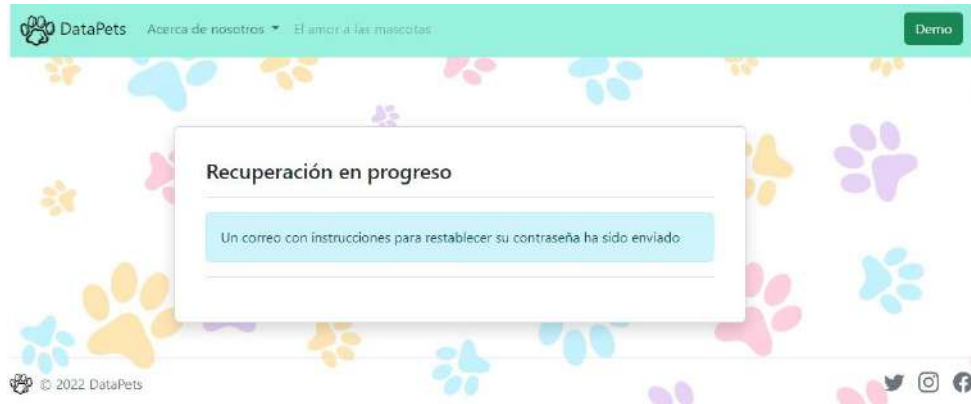 DataPets Acerca de nosotros El amor a las mascotas Demo
Recuperación en progreso
Un correo con instrucciones para restablecer su contraseña ha sido enviado
© 2022 DataPets